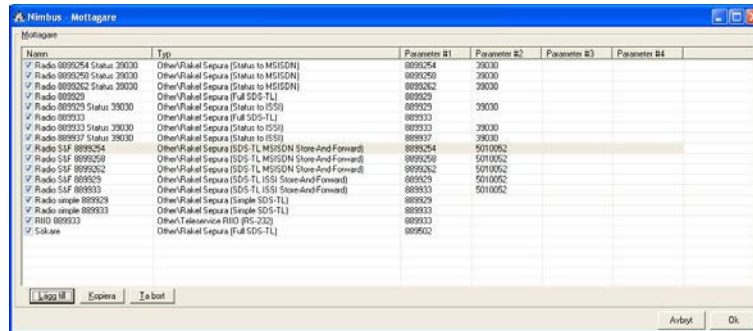 Nimbus - Mottagare
Mottagare
Namn Typ Parameter #1 Parameter #2 Parameter #3 Parameter #4
Radio 8899254 Status 39030 Other\Rakel Sepura (Status to MSISDN) 8899254 39030
Radio 8899258 Status 39030 Other\Rakel Sepura (Status to MSISDN) 8899258 39030
Radio 8899262 Status 39030 Other\Rakel Sepura (Status to MSISDN) 8899262 39030
Radio 889929 Other\Rakel Sepura (Full SDS-TL) 889929
Radio 889929 Status 39030 Other\Rakel Sepura (Status to ISSI) 889929 39030
Radio 889933 Other\Rakel Sepura (Full SDS-TL) 889933
Radio 889933 Status 39030 Other\Rakel Sepura (Status to ISSI) 889933 39030
Radio 889937 Status 39030 Other\Rakel Sepura (Status to ISSI) 889937 39030
Radio S&F 8899254 Other\Rakel Sepura (SDS-TL MSISDN Store-And-Forward) 8899254 5010052
Radio S&F 8899258 Other\Rakel Sepura (SDS-TL MSISDN Store-And-Forward) 8899258 5010052
Radio S&F 8899262 Other\Rakel Sepura (SDS-TL MSISDN Store-And-Forward) 8899262 5010052
Radio S&F 889929 Other\Rakel Sepura (SDS-TL ISSI Store-And-Forward) 889929 5010052
Radio S&F 889933 Other\Rakel Sepura (SDS-TL ISSI Store-And-Forward) 889933 5010052
Radio simple 889929 Other\Rakel Sepura (Simple SDS-TL) 889929
Radio simple 889933 Other\Rakel Sepura (Simple SDS-TL) 889933
RIIO 889933 Other\Teleservice RIIO (RS-232) 889933
Sökare Other\Rakel Sepura (Full SDS-TL) 889502
Lägg till Kopiera Ta bort
Avbryt Ok